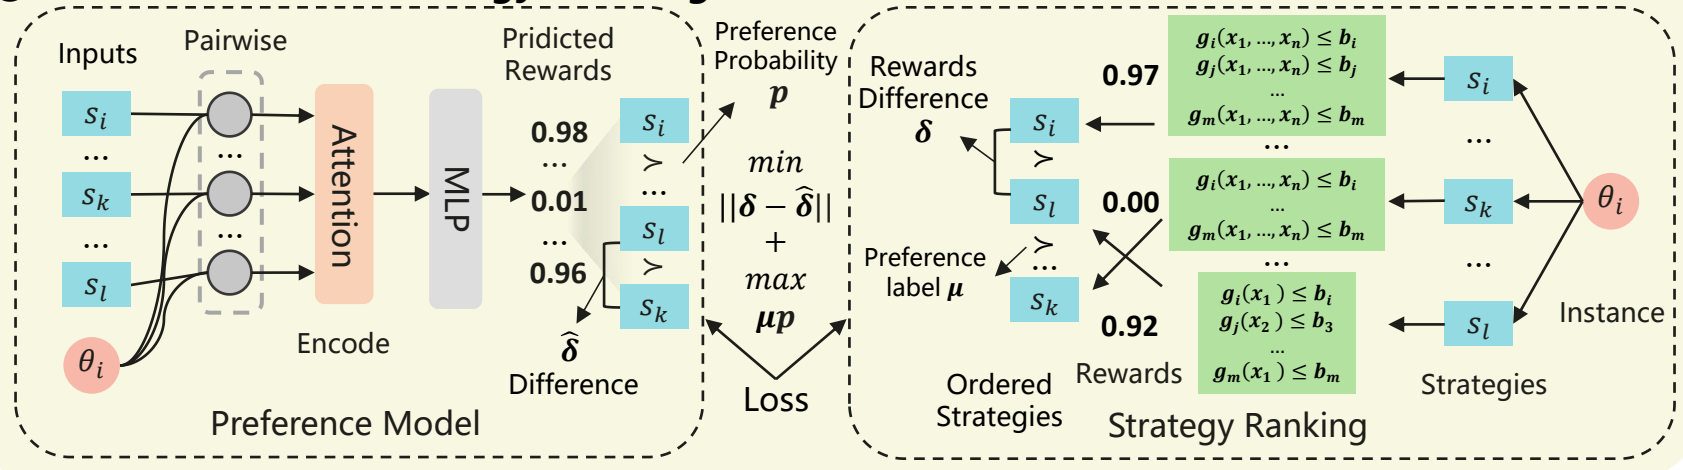 Inputs
s_i
...
s_k
...
s_l
θ_i
Pairwise
...
...
Attention
Encode
MLP
Pridicted
Rewards
0.98
...
0.01
...
0.96
s_i
≻
...
s_l
≻
s_k
δ̂
Difference
Preference Model
Preference
Probability
p
min
||δ − δ̂||
+
max
μp
Loss
Rewards
Difference
δ
Preference
label μ
s_i
≻
s_l
≻
...
s_k
Ordered
Strategies
0.97
0.00
0.92
Rewards
g_i(x_1, ..., x_n) ≤ b_i
g_j(x_1, ..., x_n) ≤ b_j
...
g_m(x_1, ..., x_n) ≤ b_m
...
g_i(x_1, ..., x_n) ≤ b_i
...
g_m(x_1, ..., x_n) ≤ b_m
...
g_i(x_1) ≤ b_i
g_j(x_2) ≤ b_3
...
g_m(x_1) ≤ b_m
s_i
...
s_k
...
s_l
Strategies
θ_i
Instance
Strategy Ranking